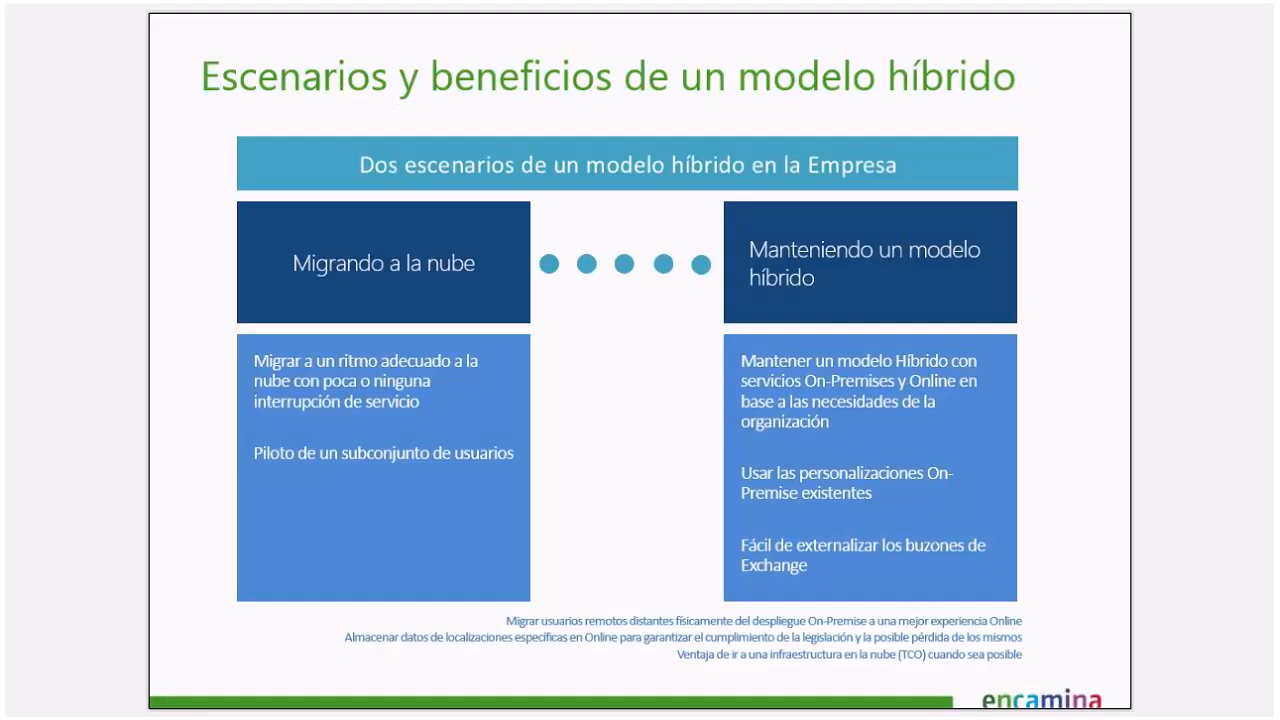 Escenarios y beneficios de un modelo híbrido
Dos escenarios de un modelo híbrido en la Empresa
Migrando a la nube
Manteniendo un modelo
híbrido
Migrar a un ritmo adecuado a la
nube con poca o ninguna
interrupción de servicio
Piloto de un subconjunto de usuarios
Mantener un modelo Híbrido con
servicios On-Premises y Online en
base a las necesidades de la
organización
Usar las personalizaciones On-
Premise existentes
Fácil de externalizar los buzones de
Exchange
Migrar usuarios remotos distantes físicamente del despliegue On-Premise a una mejor experiencia Online
Almacenar datos de localizaciones específicas en Online para garantizar el cumplimiento de la legislación y la posible pérdida de los mismos
Ventaja de ir a una infraestructura en la nube (TCO) cuando sea posible
encamina